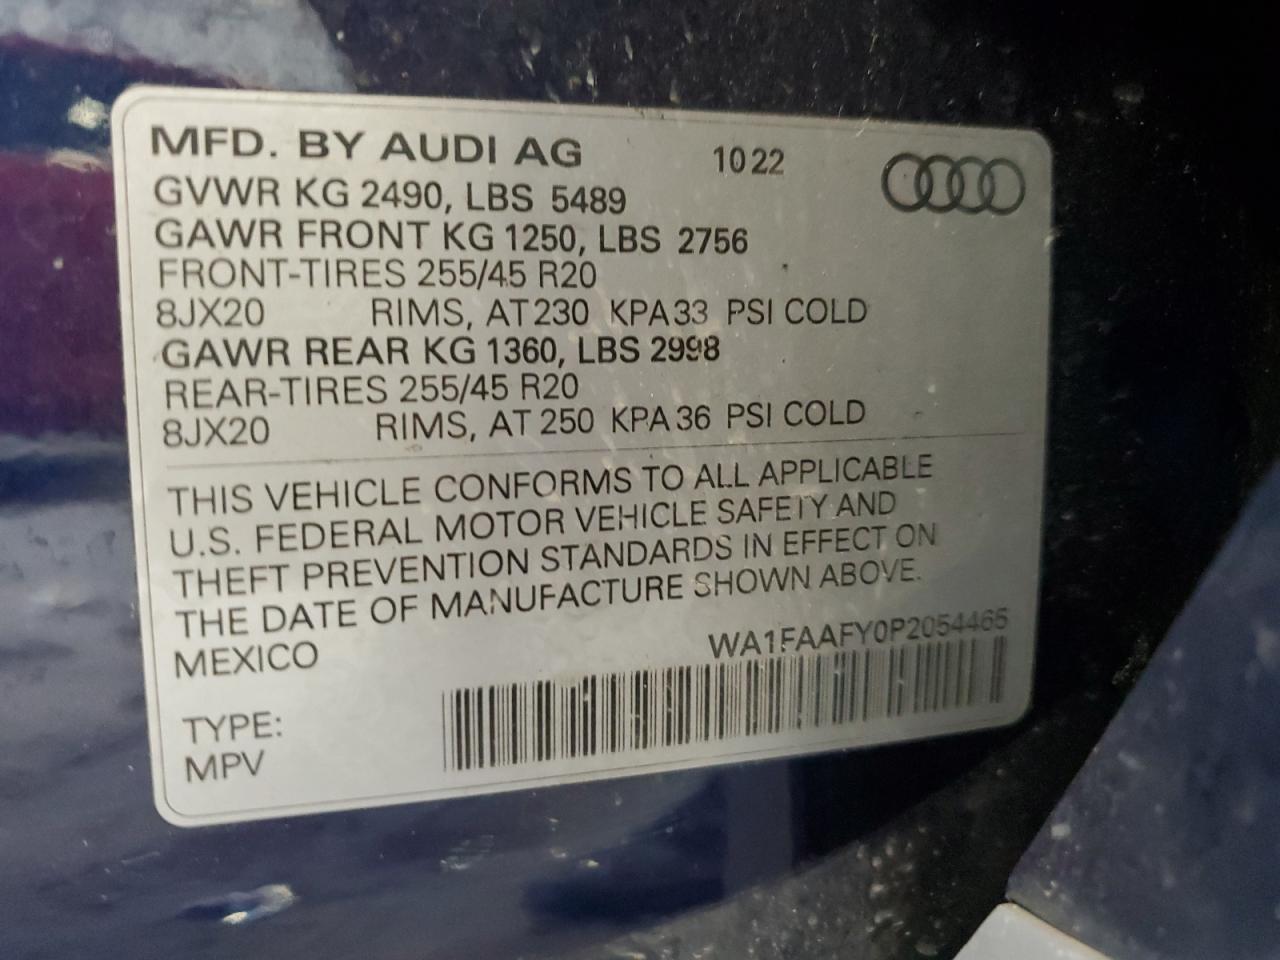 MFD. BY AUDI AG 10 22
GVWR KG 2490, LBS 5489
GAWR FRONT KG 1250, LBS 2756
FRONT-TIRES 255/45 R20
8JX20 RIMS, AT 230 KPA 33 PSI COLD
GAWR REAR KG 1360, LBS 2998
REAR-TIRES 255/45 R20
8JX20 RIMS, AT 250 KPA 36 PSI COLD
THIS VEHICLE CONFORMS TO ALL APPLICABLE
U.S. FEDERAL MOTOR VEHICLE SAFETY AND
THEFT PREVENTION STANDARDS IN EFFECT ON
THE DATE OF MANUFACTURE SHOWN ABOVE.
MEXICO WA1FAAFY0P2054465
TYPE:
MPV